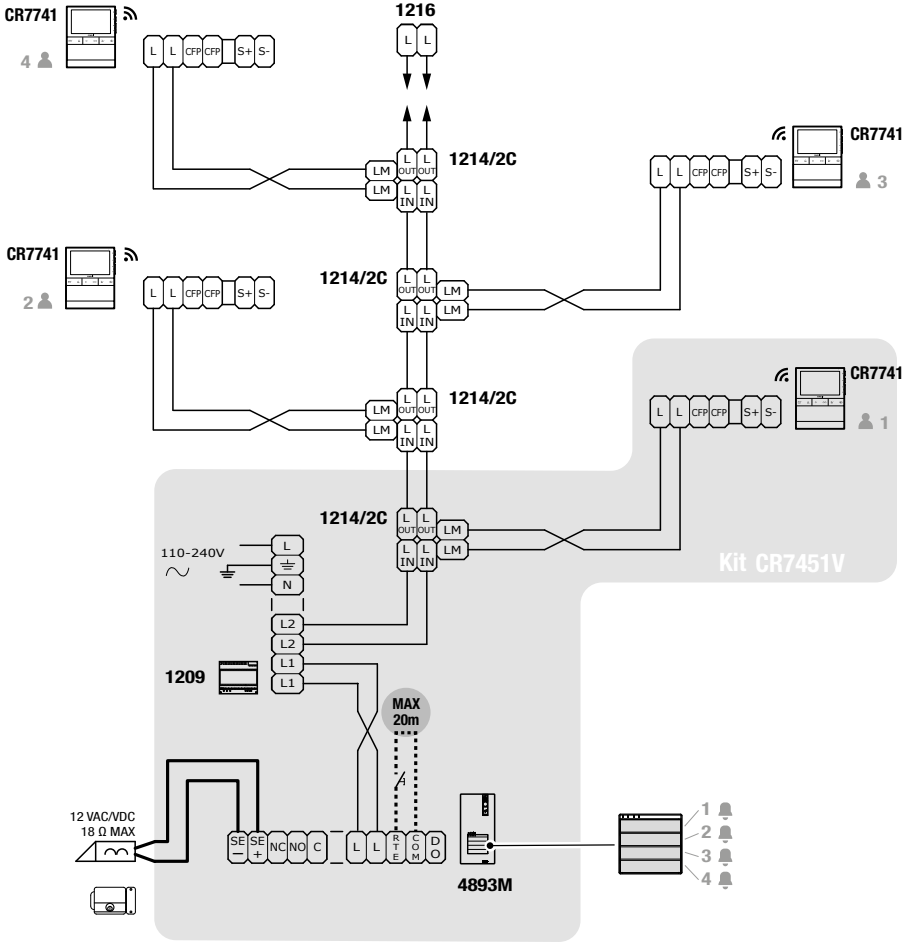 CR7741
1216
4
L L CFP CFP S+ S-
L L
1214/2C
L OUT L OUT
LM
LM
L IN L IN
CR7741
3
L L CFP CFP S+ S-
CR7741
2
L L CFP CFP S+ S-
1214/2C
L OUT L OUT
LM
LM
L IN L IN
1214/2C
L OUT L OUT
LM
LM
L IN L IN
CR7741
1
L L CFP CFP S+ S-
1214/2C
L OUT L OUT
LM
LM
L IN L IN
Kit CR7451V
110-240V
L
N
L2
L2
L1
L1
1209
MAX
20m
12 VAC/VDC
18 Ω MAX
SE – SE + NC NO C L L RTE COM DO
4893M
1
2
3
4